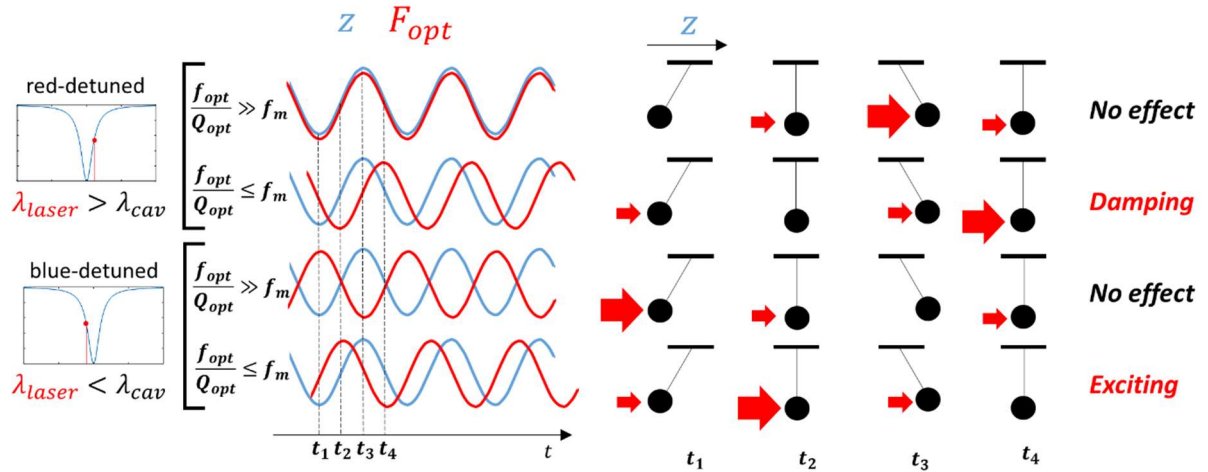 z F_opt
z
red-detuned
λ_laser > λ_cav
f_opt/Q_opt ≫ f_m
No effect
f_opt/Q_opt ≤ f_m
Damping
blue-detuned
λ_laser < λ_cav
f_opt/Q_opt ≫ f_m
No effect
f_opt/Q_opt ≤ f_m
Exciting
t_1 t_2 t_3 t_4 t
t_1 t_2 t_3 t_4